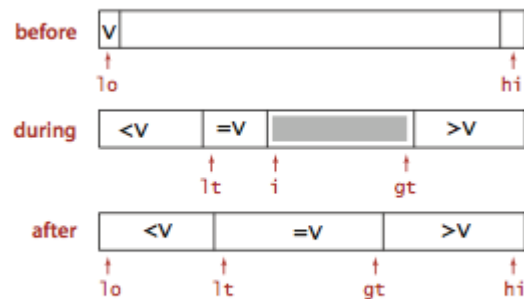 before V
lo hi
during <V =V >V
lt i gt
after <V =V >V
lo lt gt hi